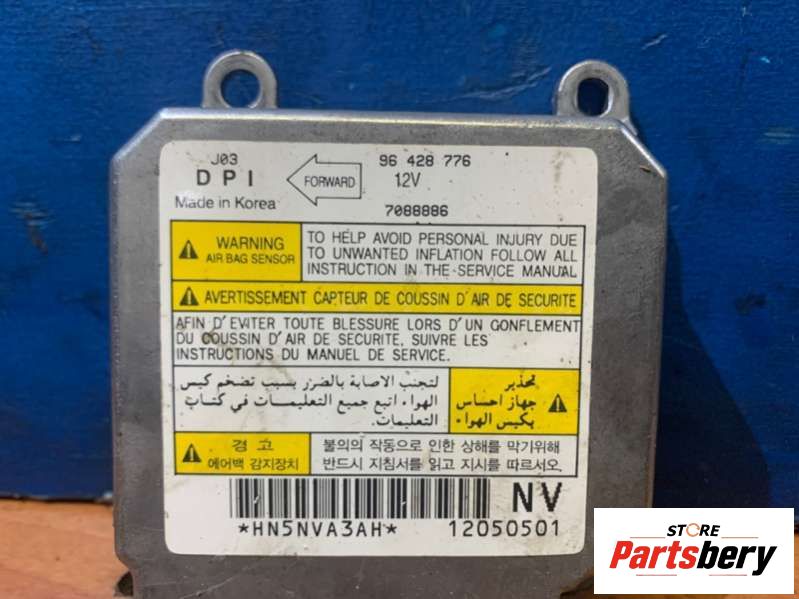 J03
96 428 776
DPI
FORWARD
12V
Made in Korea
7088886
WARNING
AIR BAG SENSOR
TO HELP AVOID PERSONAL INJURY DUE
TO UNWANTED INFLATION FOLLOW ALL
INSTRUCTION IN THE SERVICE MANUAL
AVERTISSEMENT CAPTEUR DE COUSSIN D'AIR DE SECURITE
AFIN D'EVITER TOUTE BLESSURE LORS D'UN GONFLEMENT
DU COUSSIN D'AIR DE SECURITE, SUIVRE LES
INSTRUCTIONS DU MANUEL DE SERVICE.
لتجنب الاصابة بالضرر بسبب تضخم كيس
الهواء اتبع جميع التعليمات في كتاب
التعليمات.
تحذير
جهاز احساس
بكيس الهواء
경 고
에어백 감지장치
불의의 작동으로 인한 상해를 막기위해
반드시 지침서를 읽고 지시를 따르서오.
NV
*HN5NVA3AH*
12050501
STORE
Partsbery